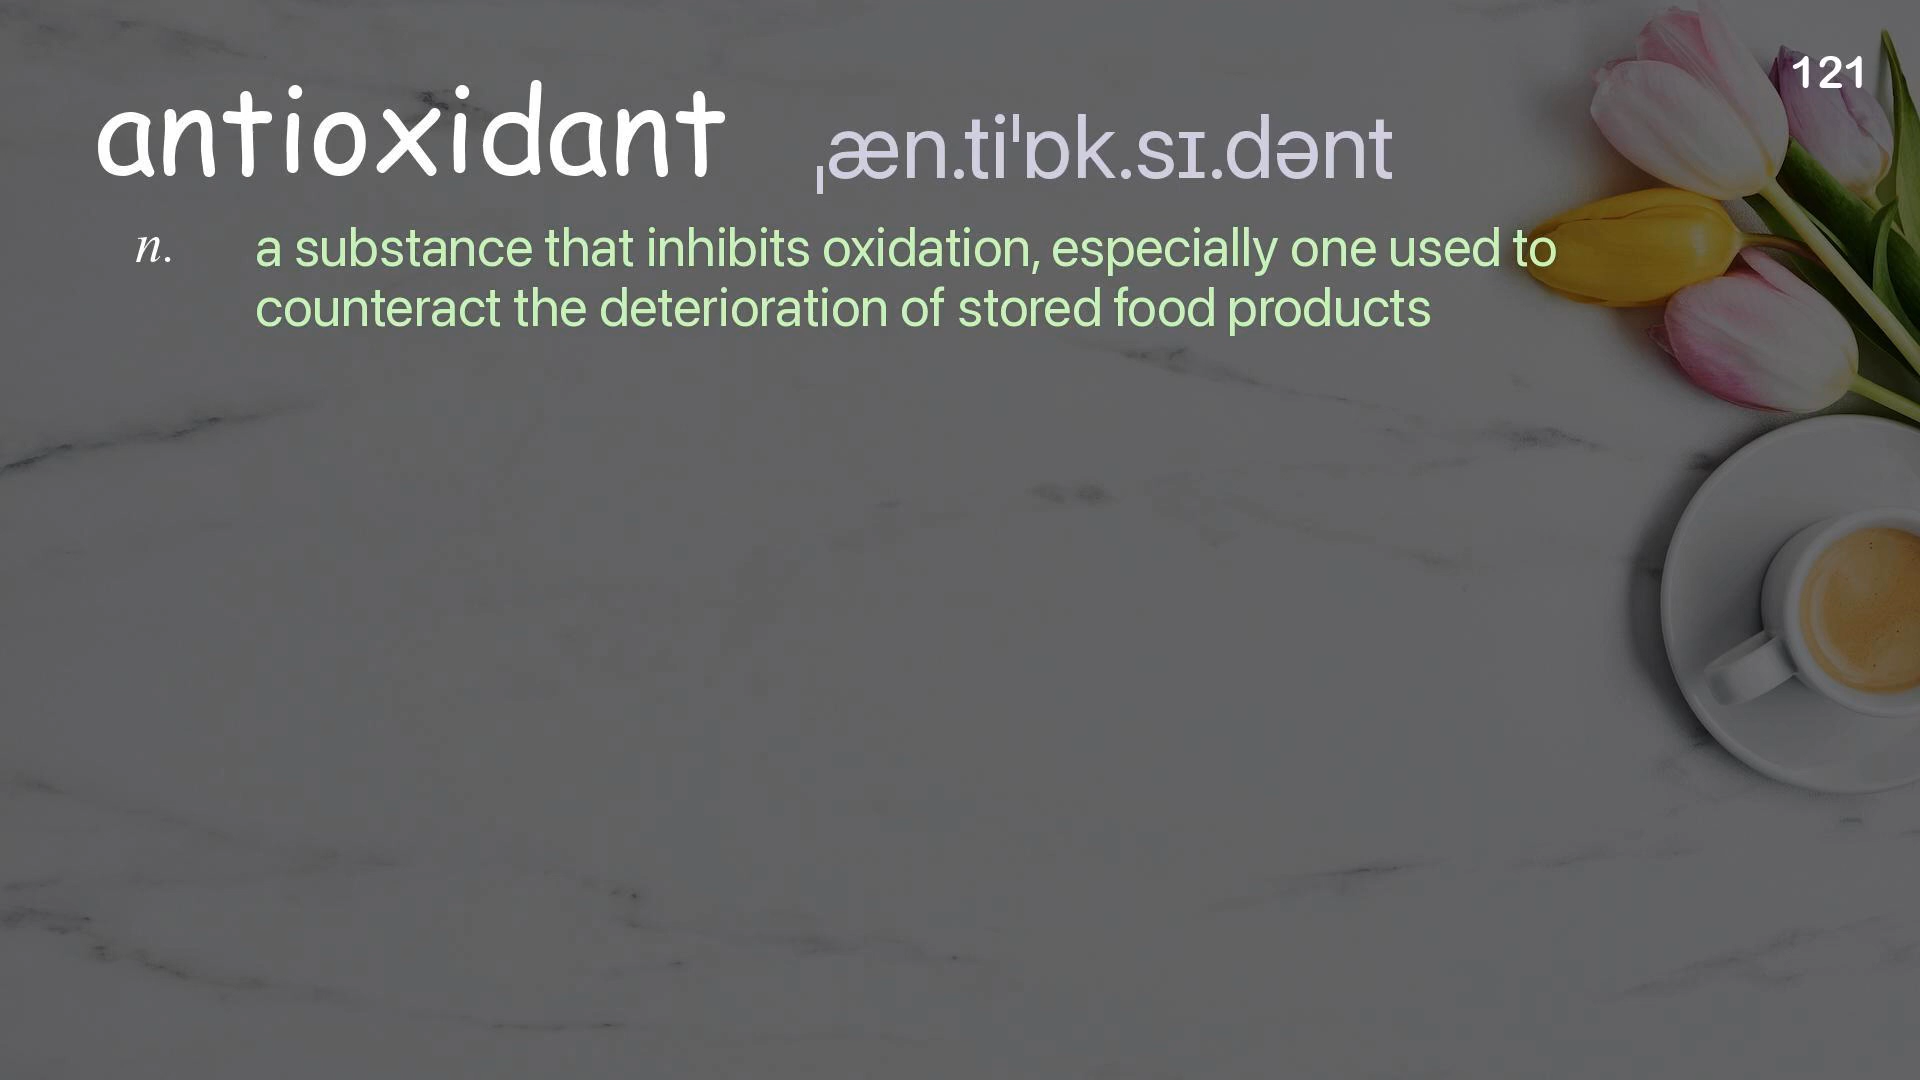 121
antioxidant ˌæn.tiˈɒk.sɪ.dənt
n. a substance that inhibits oxidation, especially one used to
counteract the deterioration of stored food products